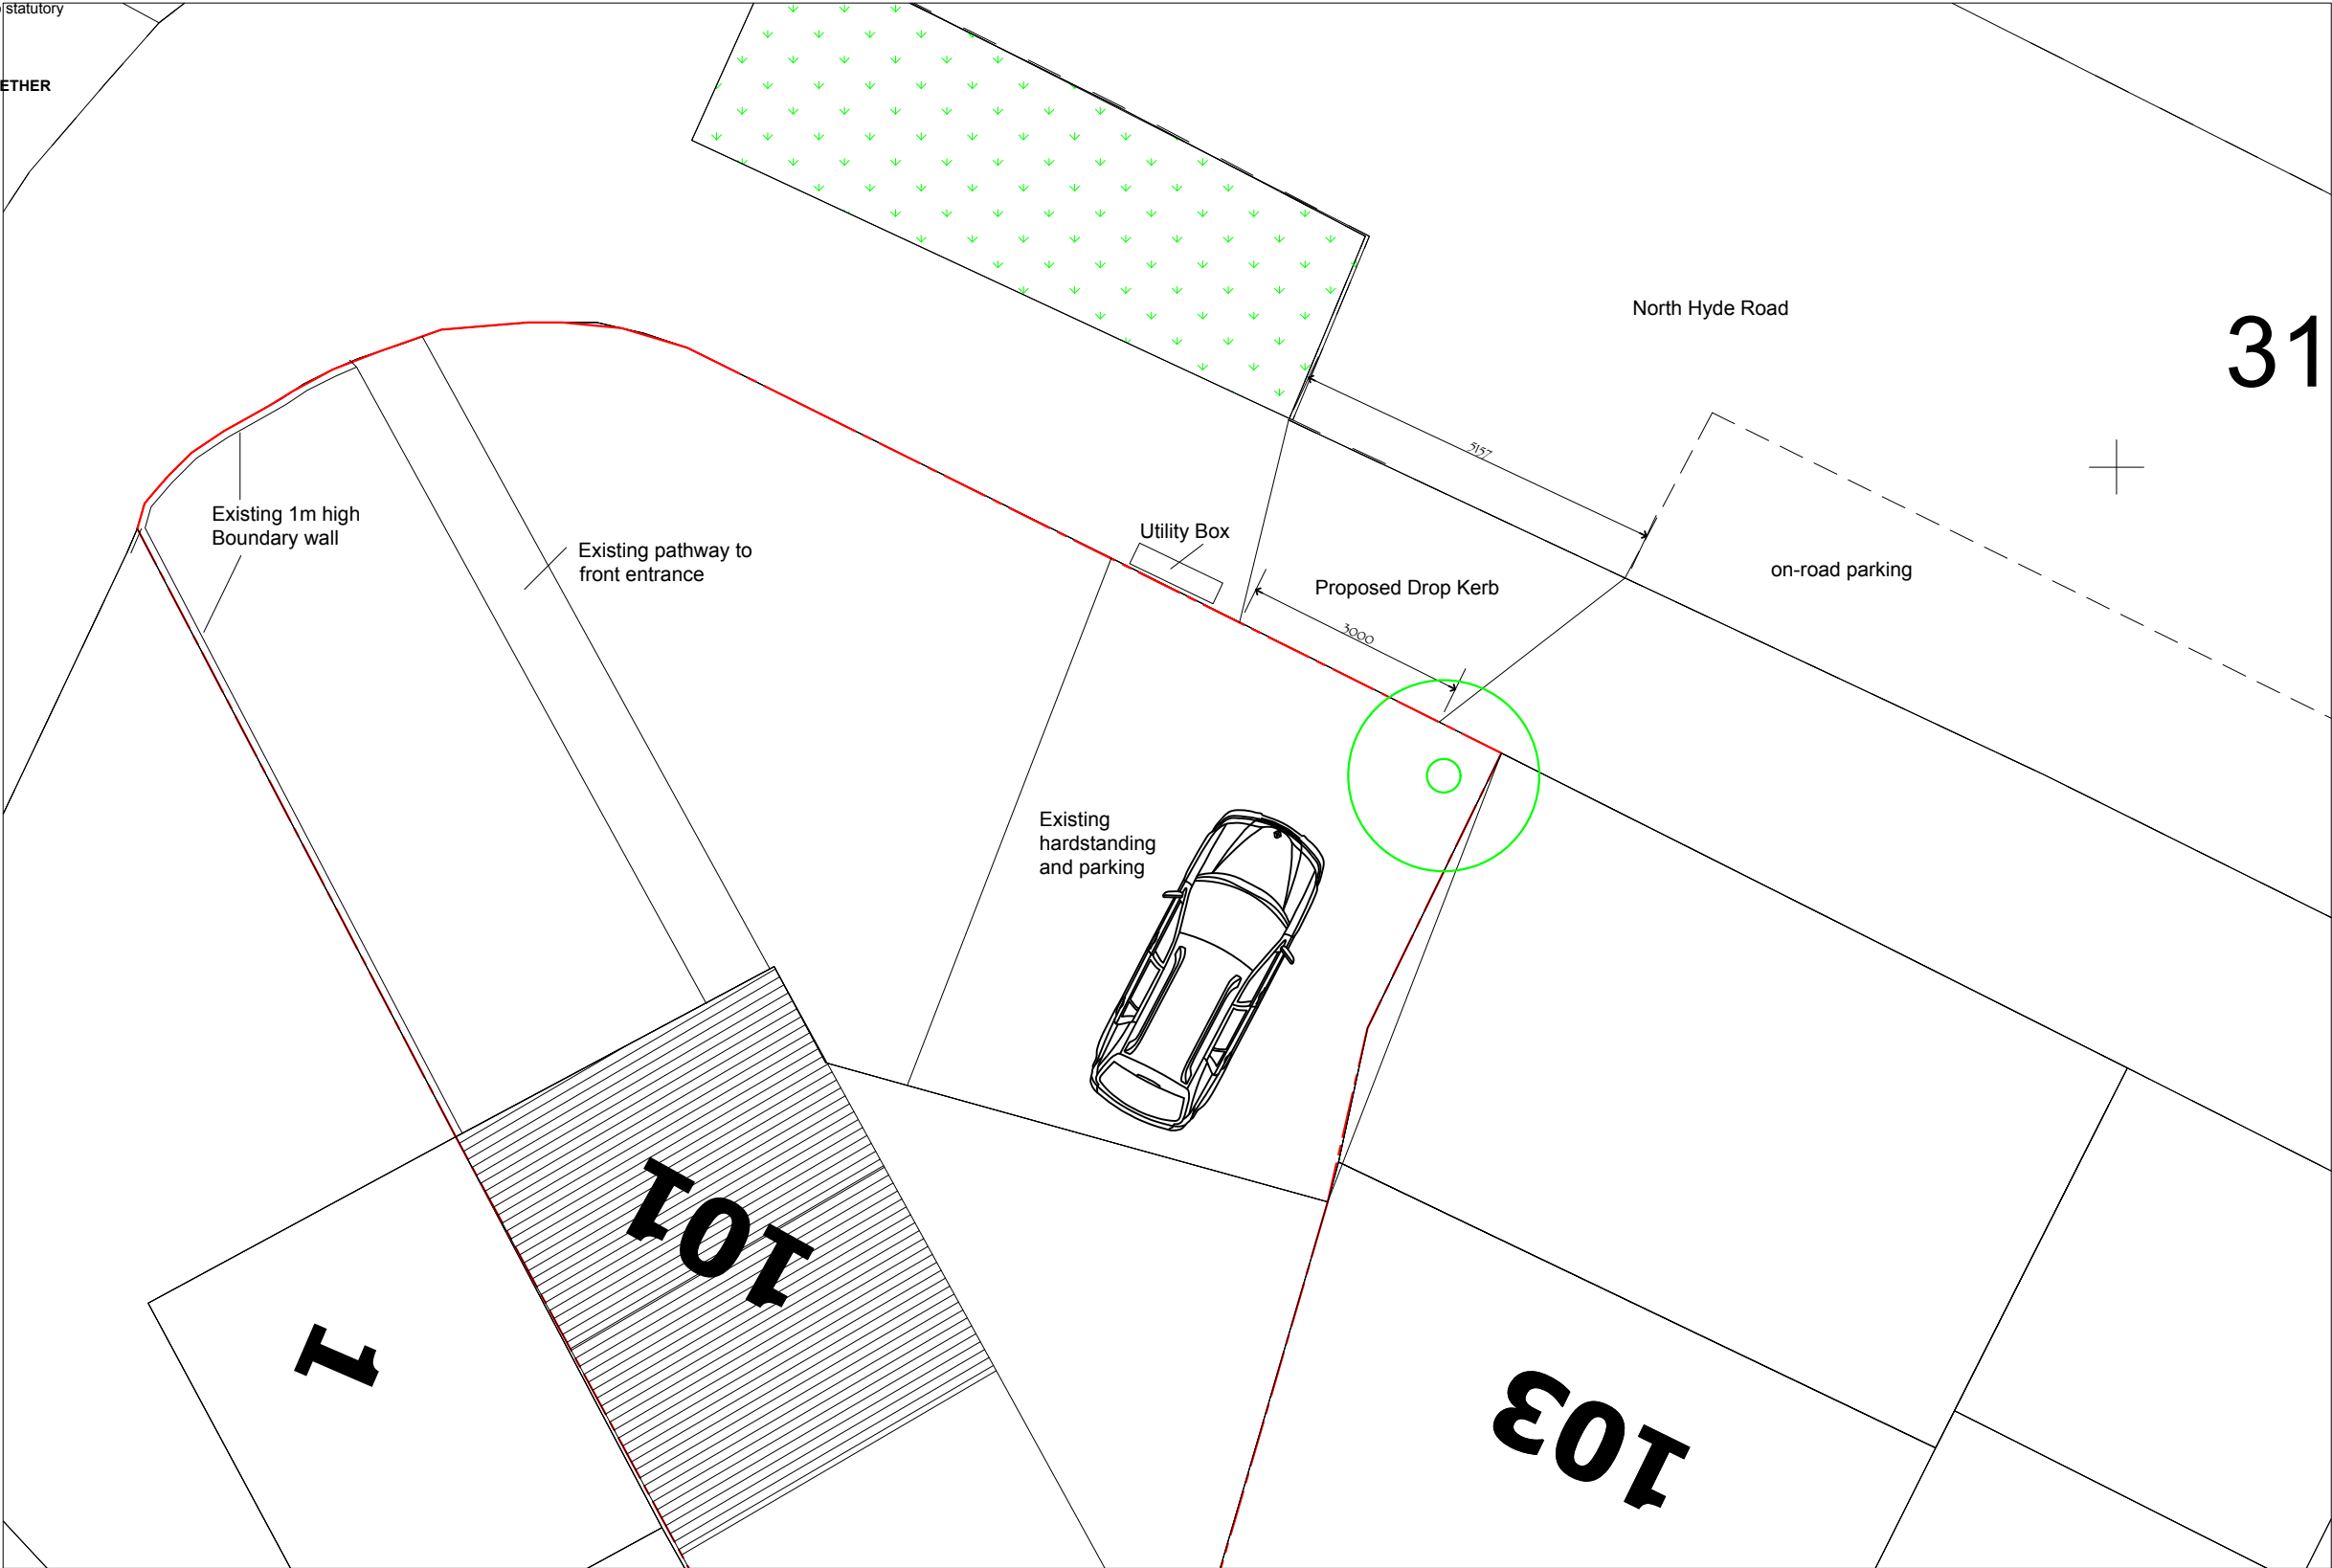 statutory
ETHER
North Hyde Road
31
5157
Existing 1m high
Boundary wall
Utility Box
Existing pathway to
front entrance
on-road parking
Proposed Drop Kerb
3000
Existing
hardstanding
and parking
101
1
103